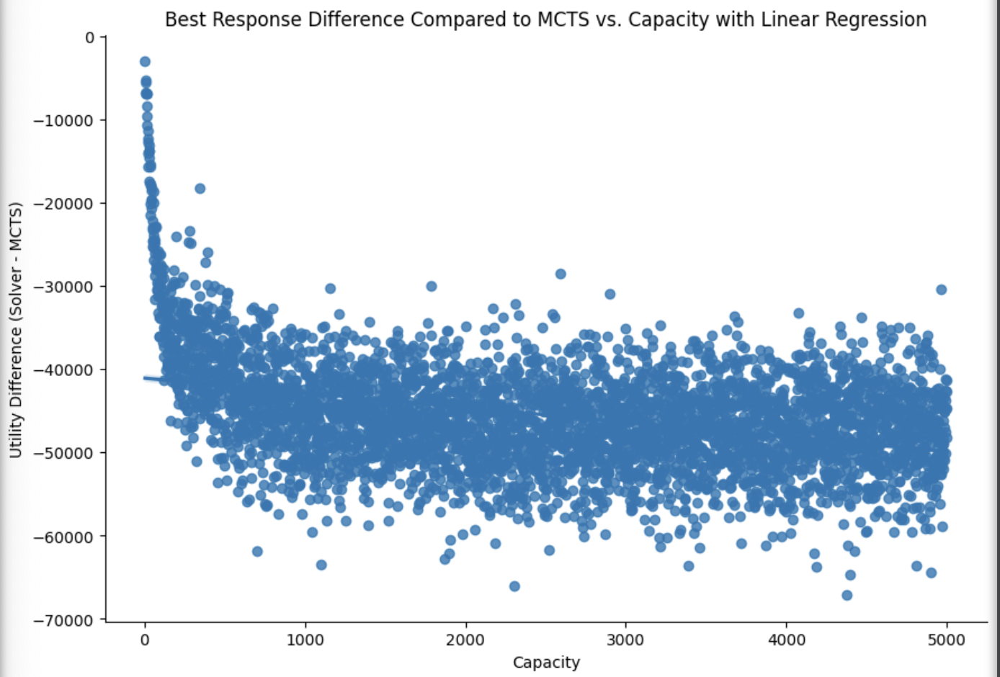 Best Response Difference Compared to MCTS vs. Capacity with Linear Regression
Utility Difference (Solver - MCTS)
0
−10000
−20000
−30000
−40000
−50000
−60000
−70000
0 1000 2000 3000 4000 5000
Capacity